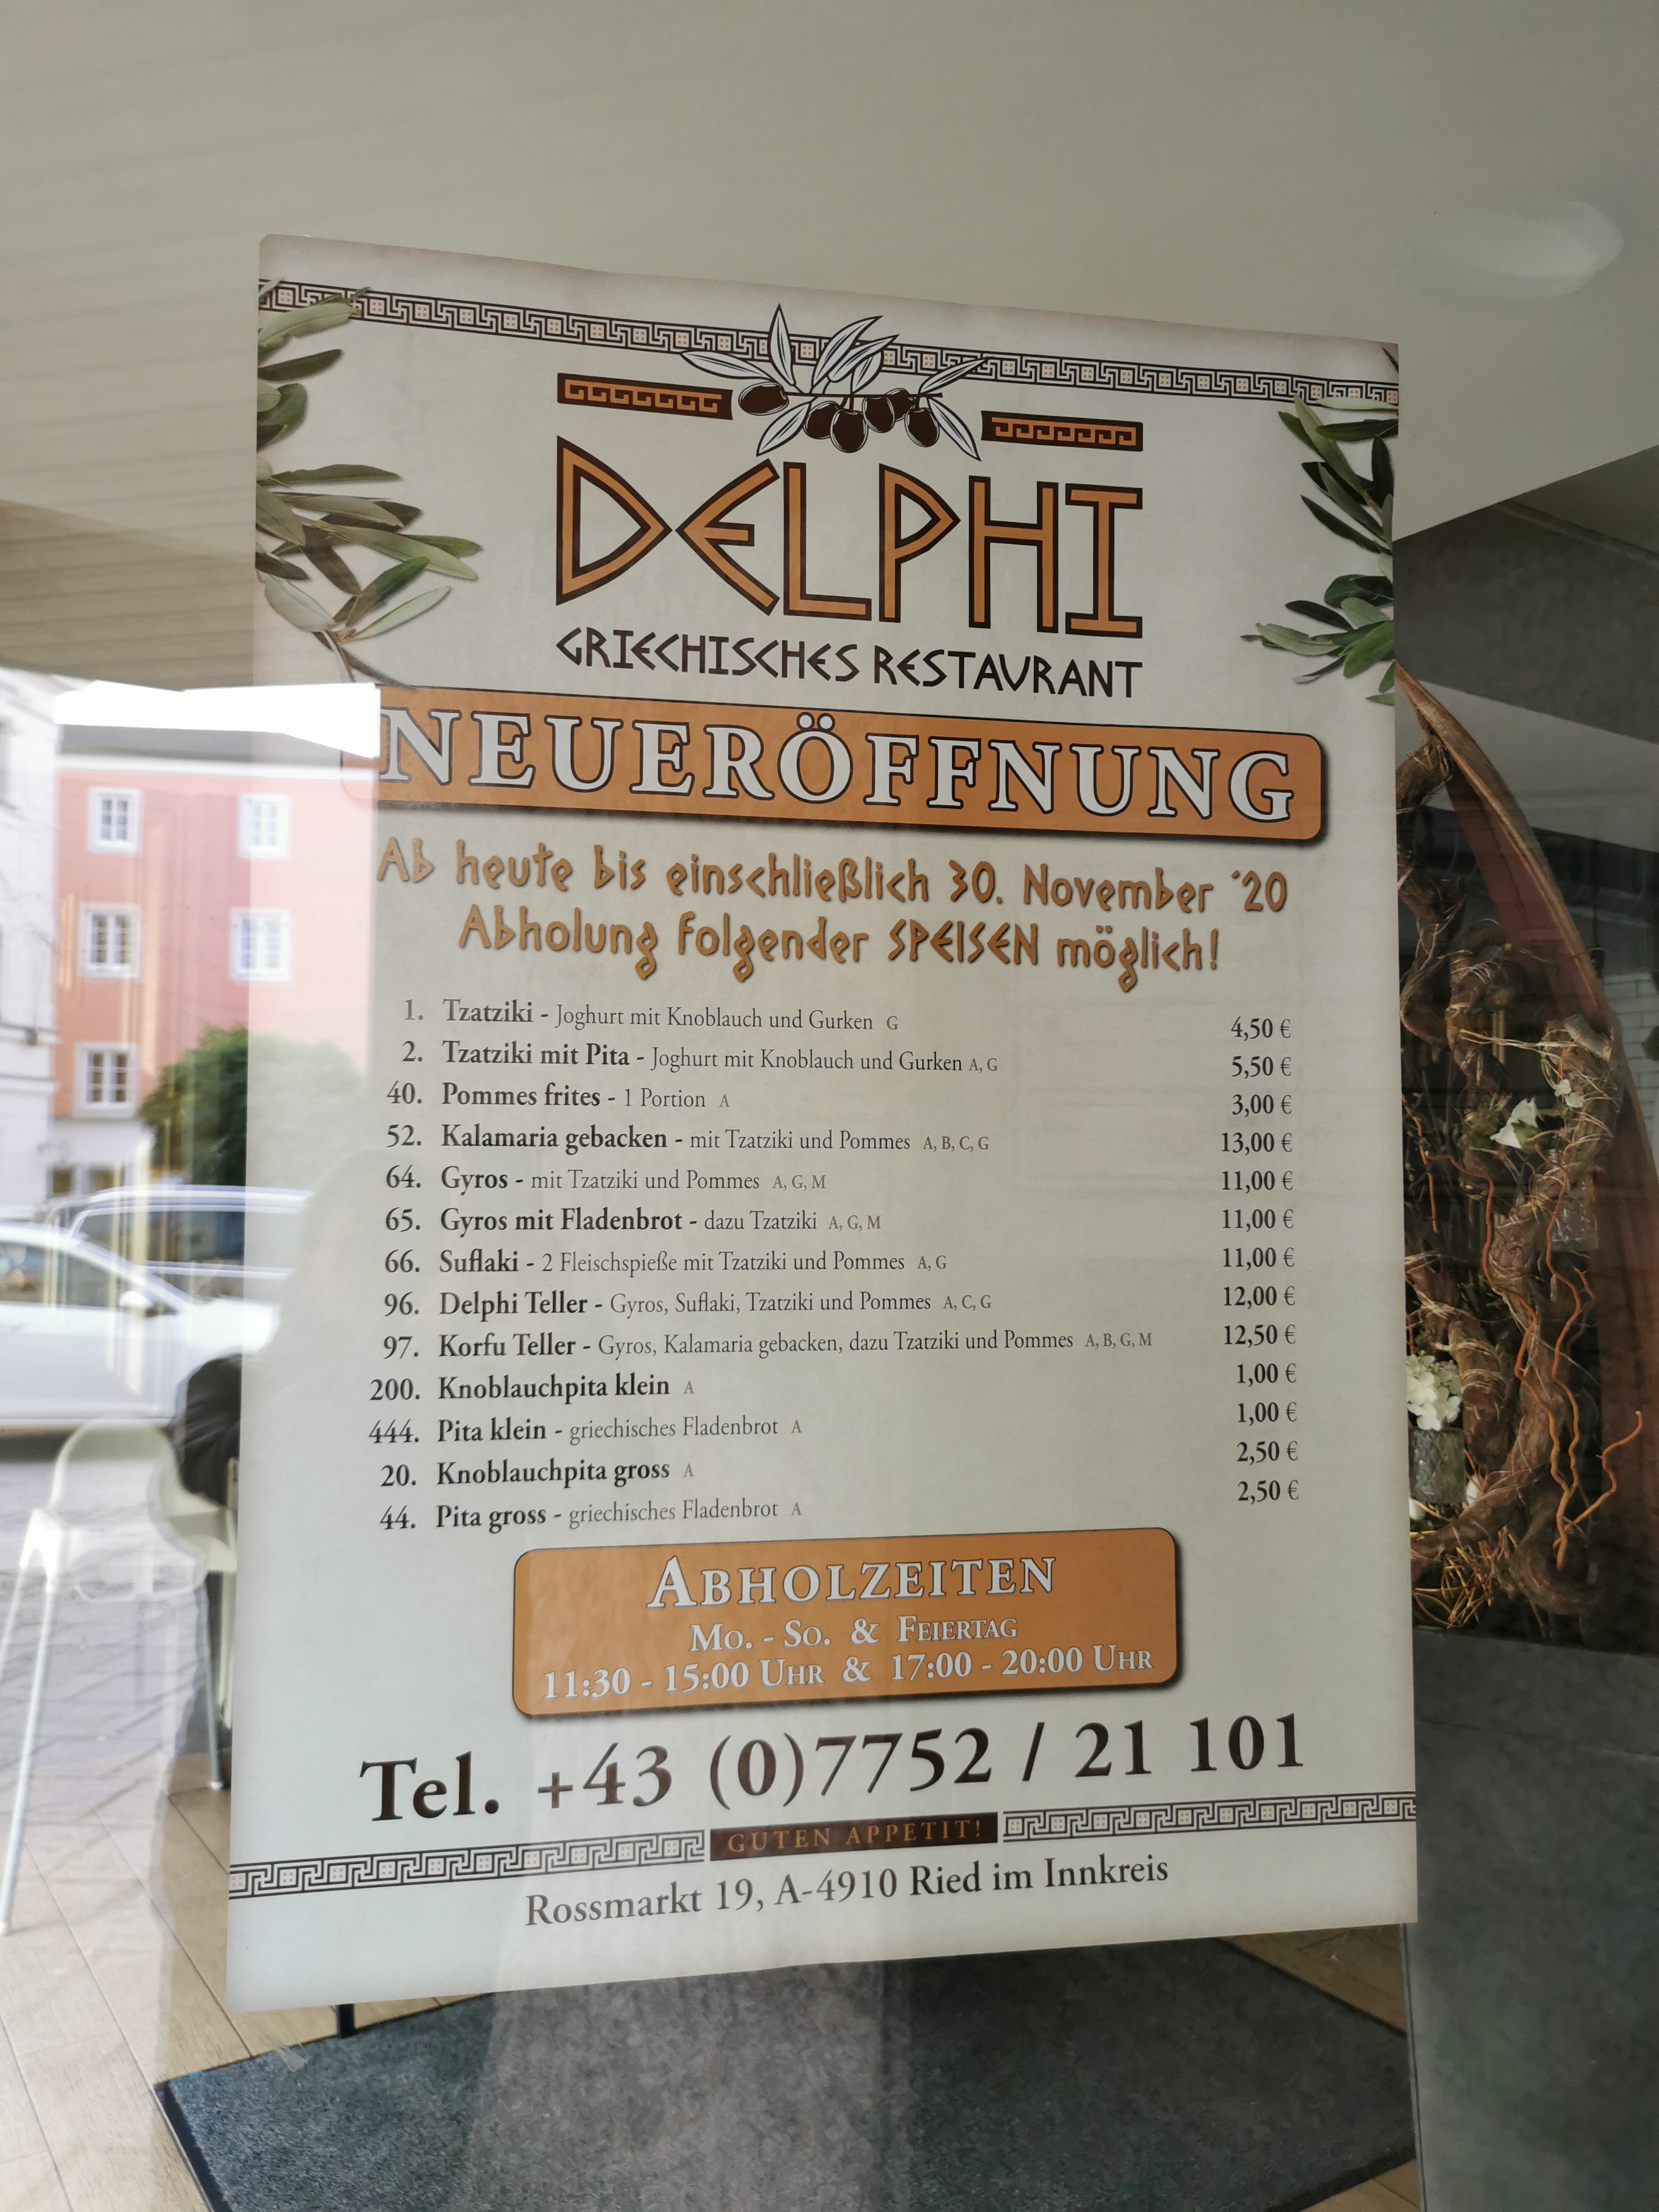 DELPHI
GRIECHISCHES RESTAURANT
NEUERÖFFNUNG
Ab heute bis einschließlich 30. November ´20
Abholung folgender SPEISEN möglich!
1. Tzatziki - Joghurt mit Knoblauch und Gurken G 4,50 €
2. Tzatziki mit Pita - Joghurt mit Knoblauch und Gurken A, G 5,50 €
40. Pommes frites - 1 Portion A 3,00 €
52. Kalamaria gebacken - mit Tzatziki und Pommes A, B, C, G 13,00 €
64. Gyros - mit Tzatziki und Pommes A, G, M 11,00 €
65. Gyros mit Fladenbrot - dazu Tzatziki A, G, M 11,00 €
66. Suflaki - 2 Fleischspieße mit Tzatziki und Pommes A, G 11,00 €
96. Delphi Teller - Gyros, Suflaki, Tzatziki und Pommes A, C, G 12,00 €
97. Korfu Teller - Gyros, Kalamaria gebacken, dazu Tzatziki und Pommes A, B, G, M 12,50 €
200. Knoblauchpita klein A 1,00 €
444. Pita klein - griechisches Fladenbrot A 1,00 €
20. Knoblauchpita gross A 2,50 €
44. Pita gross - griechisches Fladenbrot A 2,50 €
ABHOLZEITEN
MO. - SO. & FEIERTAG
11:30 - 15:00 UHR & 17:00 - 20:00 UHR
Tel. +43 (0)7752 / 21 101
GUTEN APPETIT!
Rossmarkt 19, A-4910 Ried im Innkreis